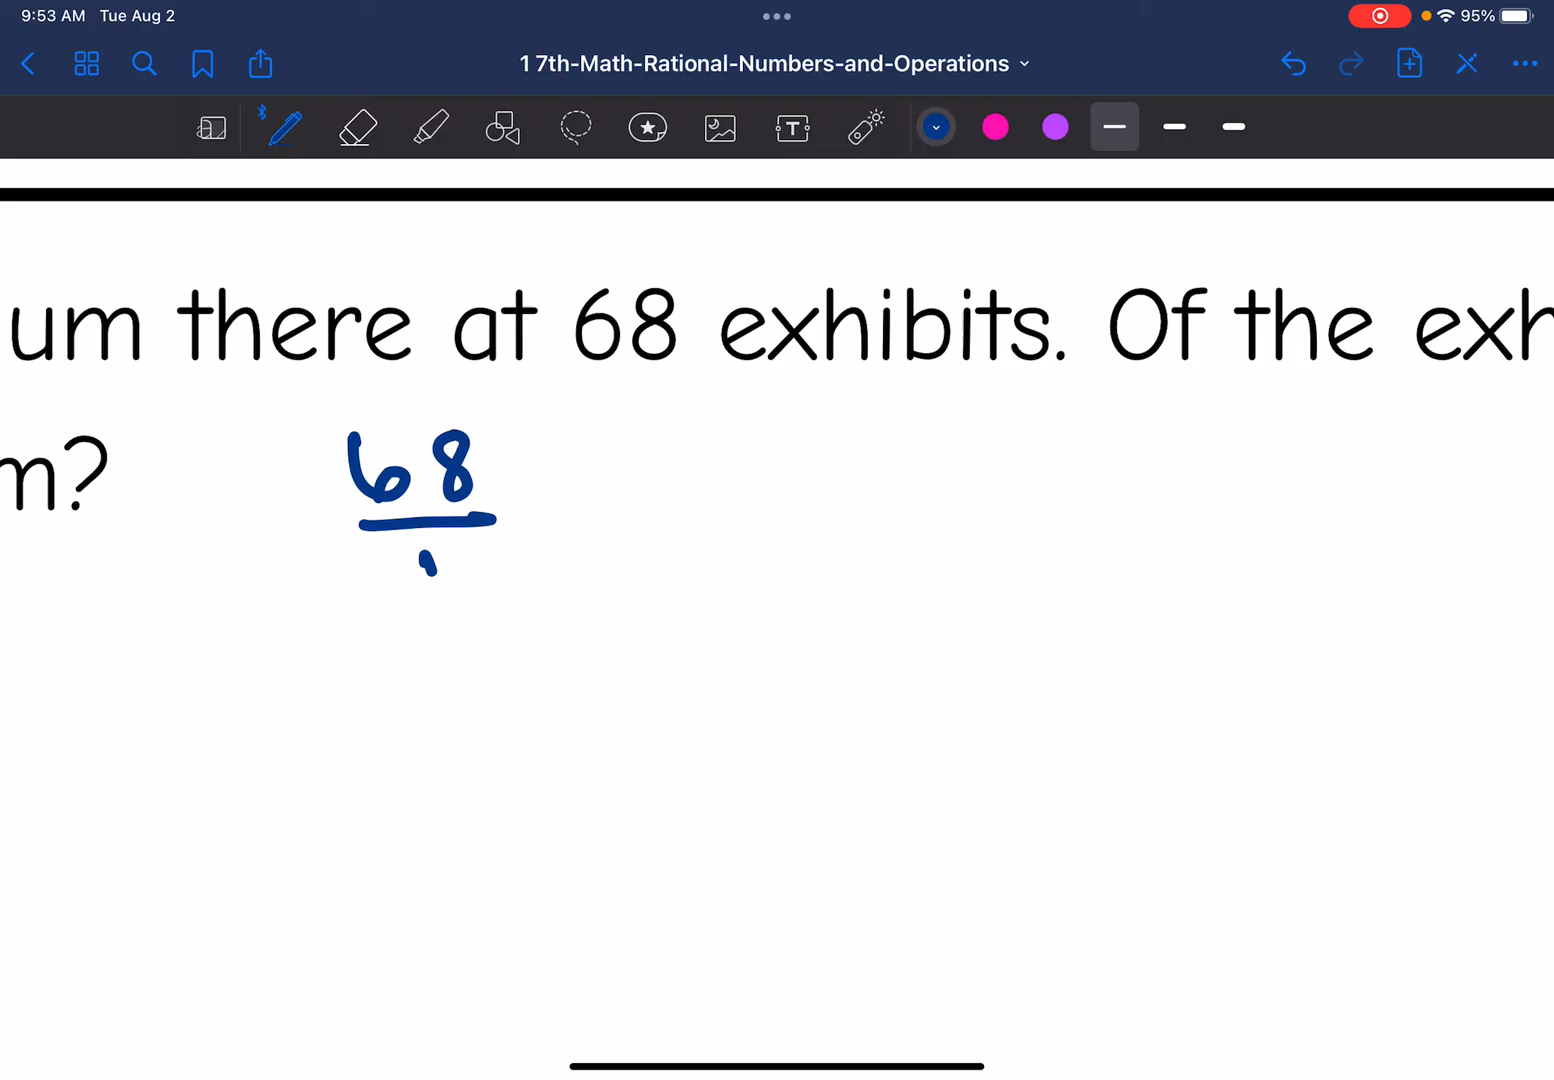 9:53 AM Tue Aug 2
95%
1 7th-Math-Rational-Numbers-and-Operations
T
um there at 68 exhibits. Of the exh
m?
68